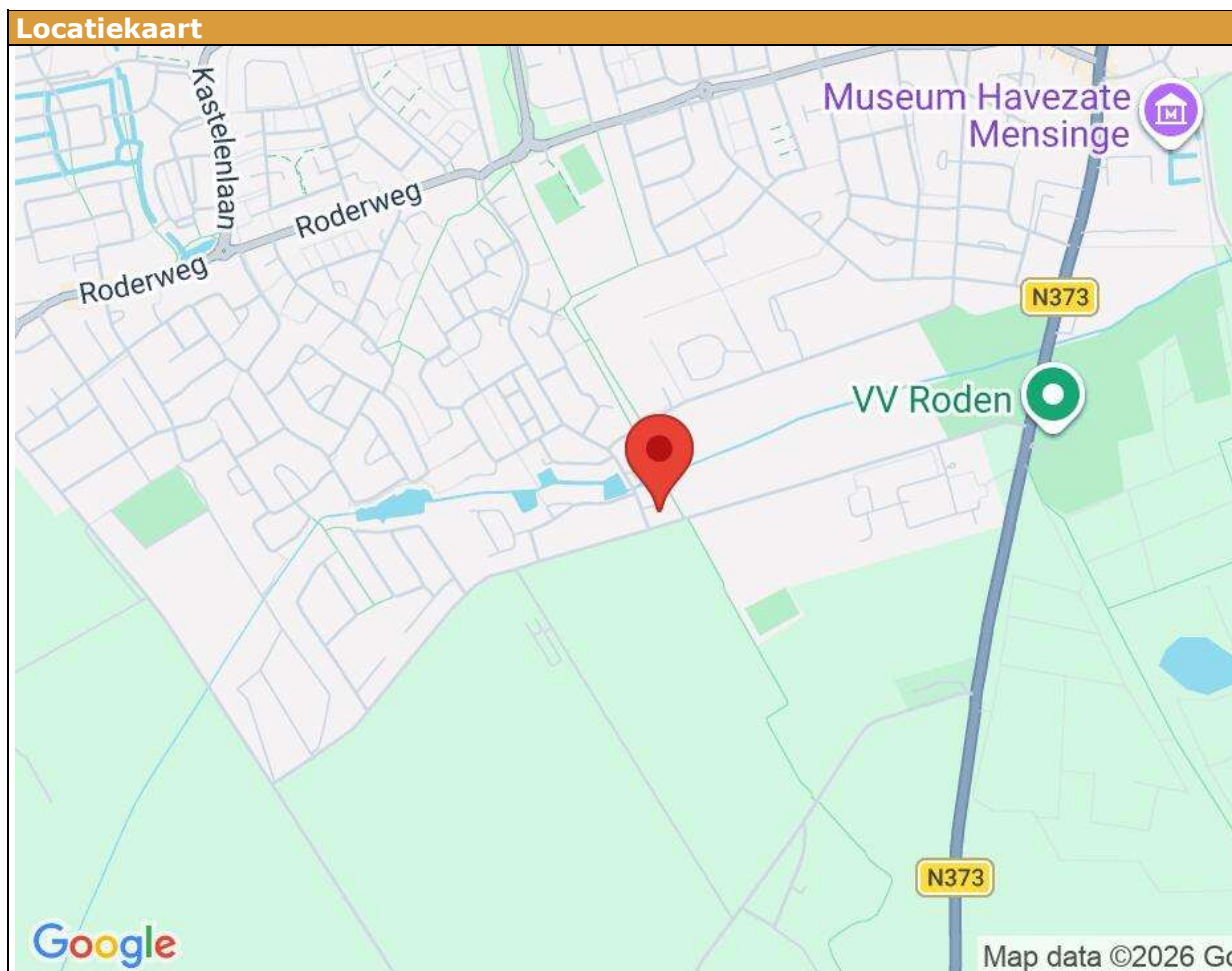 Locatiekaart
Kastelenlaan
Museum Havezate
Mensinge
M
Roderweg
Roderweg
N373
VV Roden
N373
Google
Map data ©2026 Go